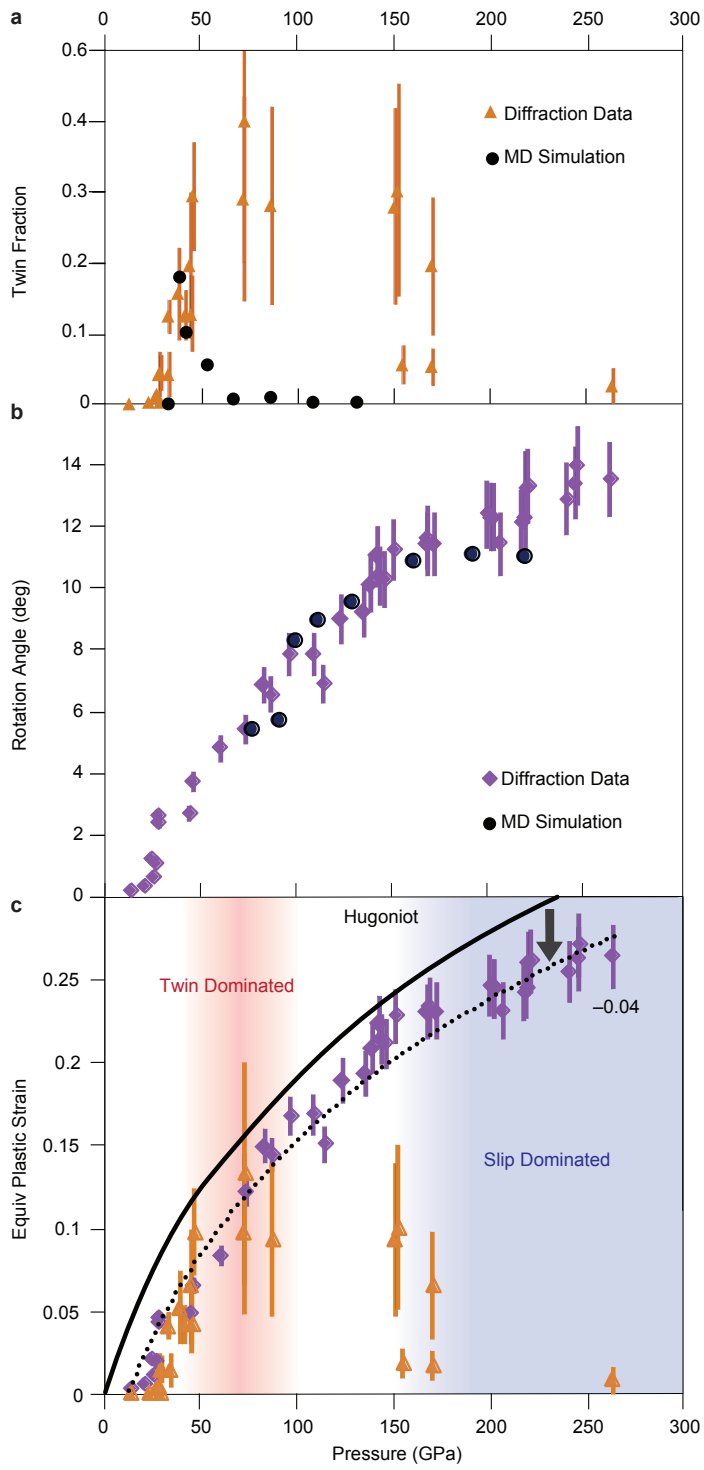 0 50 100 150 200 250 300
a
0.6
0.4
0.3
0.2
0.1
0
Twin Fraction
Diffraction Data
MD Simulation
b
14
12
10
8
6
4
2
0
Rotation Angle (deg)
Diffraction Data
MD Simulation
c
Hugoniot
Twin Dominated
–0.04
Slip Dominated
0.25
0.2
0.15
0.1
0.05
0
Equiv Plastic Strain
0 50 100 150 200 250 300
Pressure (GPa)